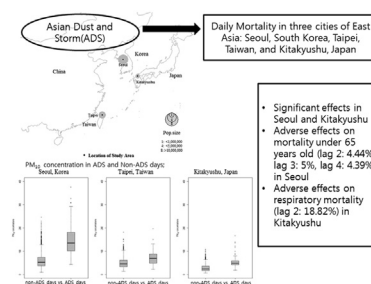 Asian Dust and
Storm(ADS)
Daily Mortality in three cities of East
Asia: Seoul, South Korea, Taipei,
Taiwan, and Kitakyushu, Japan
Korea
China
Seoul
Japan
Kitakyushu
Taipei
Taiwan
Pop size
• Location of Study Area
• Significant effects in
Seoul and Kitakyushu
• Adverse effects on
mortality under 65
years old (lag 2: 4.44%
lag 3: 5%, lag 4: 4.39%
in Seoul
• Adverse effects on
respiratory mortality
(lag 2: 18.82%) in
Kitakyushu
PM10 concentration in ADS and Non-ADS days;
Seoul, Korea
Taipei, Taiwan
Kitakyushu, Japan
non-ADS days vs. ADS days
non-ADS days vs. ADS days
non-ADS days vs. ADS days